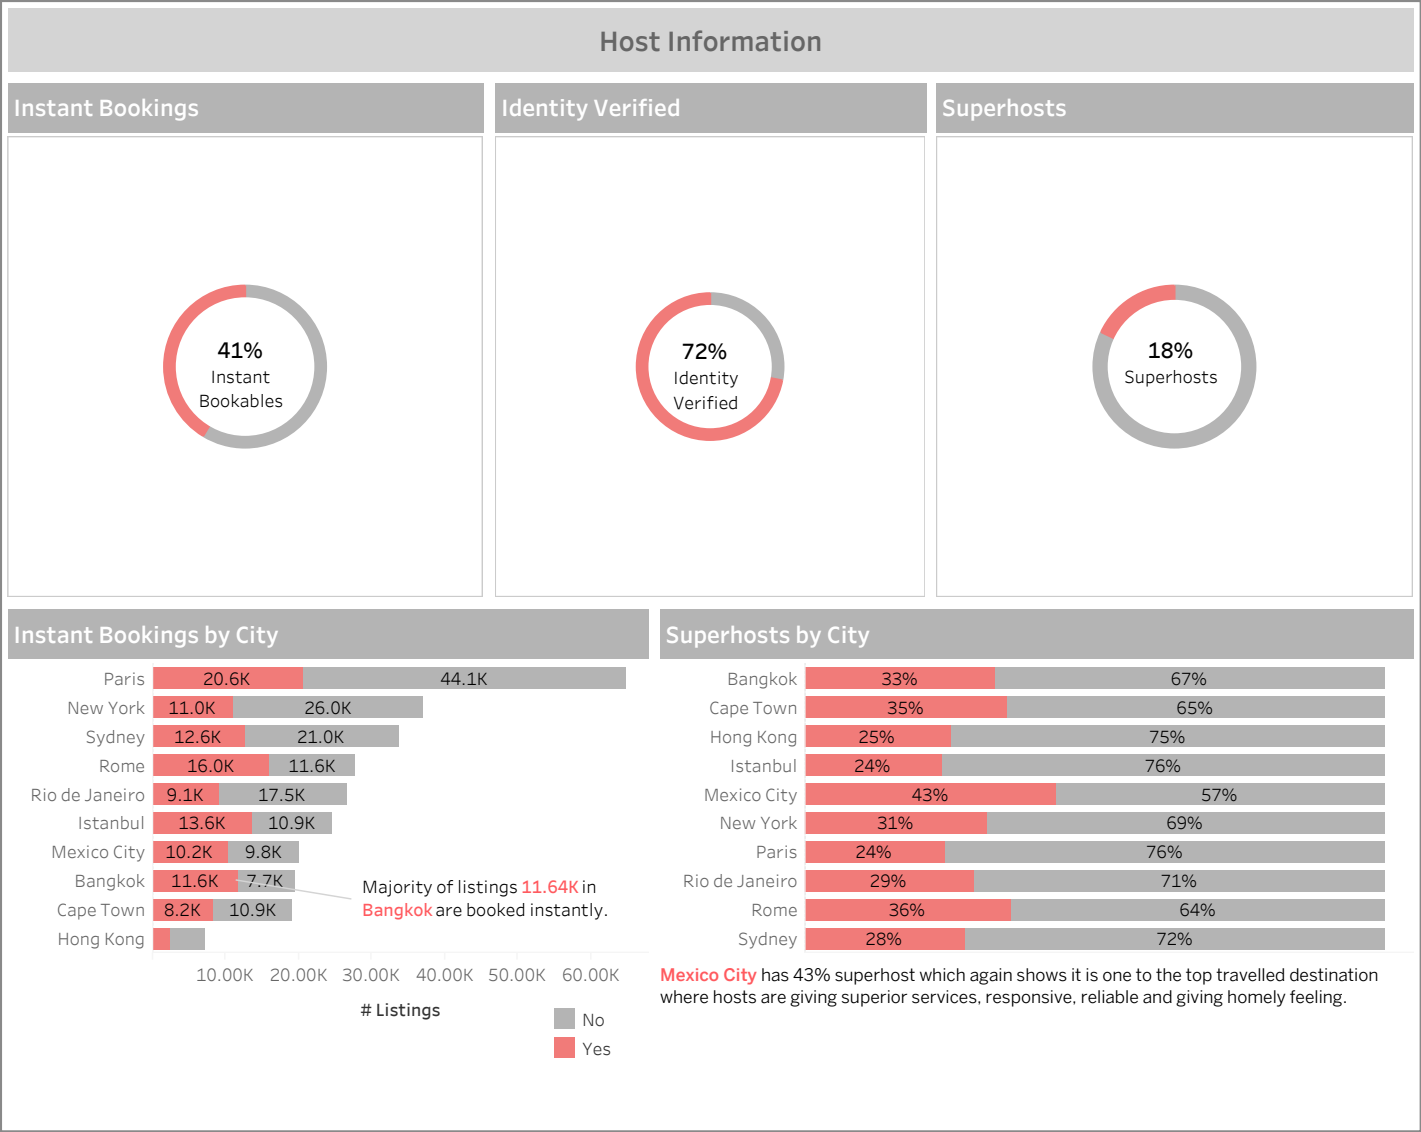 Host Information
Instant Bookings
Identity Verified
Superhosts
41%
Instant
Bookables
72%
Identity
Verified
18%
Superhosts
Instant Bookings by City
Paris 20.6K 44.1K
New York 11.0K 26.0K
Sydney 12.6K 21.0K
Rome 16.0K 11.6K
Rio de Janeiro 9.1K 17.5K
Istanbul 13.6K 10.9K
Mexico City 10.2K 9.8K
Bangkok 11.6K 7.7K
Cape Town 8.2K 10.9K
Hong Kong
Majority of listings 11.64K in
Bangkok are booked instantly.
10.00K 20.00K 30.00K 40.00K 50.00K 60.00K
# Listings
No
Yes
Superhosts by City
Bangkok 33% 67%
Cape Town 35% 65%
Hong Kong 25% 75%
Istanbul 24% 76%
Mexico City 43% 57%
New York 31% 69%
Paris 24% 76%
Rio de Janeiro 29% 71%
Rome 36% 64%
Sydney 28% 72%
Mexico City has 43% superhost which again shows it is one to the top travelled destination
where hosts are giving superior services, responsive, reliable and giving homely feeling.